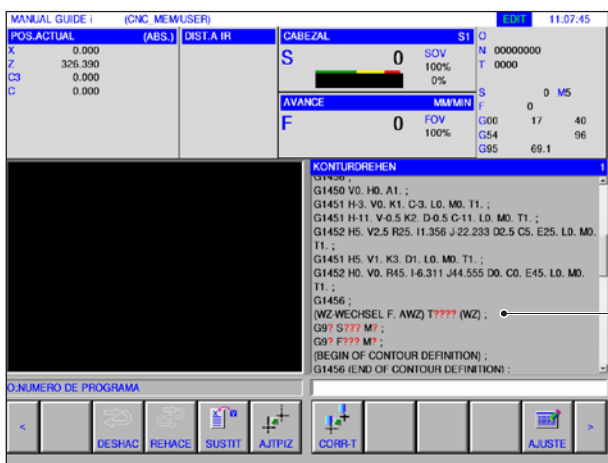 MANUAL GUIDE i (CNC_MEM/USER) EDIT 11:07:45
POS.ACTUAL (ABS.) DIST.A IR CABEZAL S1 O
X 0.000
Z 326.390
C3 0.000
C 0.000
S 0 SOV
100%
0%
AVANCE MM/MIN
F 0 FOV
100%
N 00000000
T 0000
S 0 M5
F 0
G00 17 40
G54 96
G95 69.1
KONTURDREHEN 1
G1456 ;
G1450 V0. H0. A1. ;
G1451 H-3. V0. K1. C-3. L0. M0. T1. ;
G1451 H-11. V-0.5 K2. D-0.5 C-11. L0. M0. T1. ;
G1452 H5. V2.5 R25. I1.356 J-22.233 D2.5 C5. E25. L0. M0.
T1. ;
G1451 H5. V1. K3. D1. L0. M0. T1. ;
G1452 H0. V0. R45. I-6.311 J44.555 D0. C0. E45. L0. M0.
T1. ;
G1456 ;
(WZ-WECHSEL F. AWZ) T???? (WZ) ;
G9? S??? M? ;
G9? F??? M? ;
(BEGIN OF CONTOUR DEFINITION) ;
G1456 (END OF CONTOUR DEFINITION) ;
O:NUMERO DE PROGRAMA
< DESHAC REHACE SUSTIT AJTPIZ CORR-T AJUSTE >